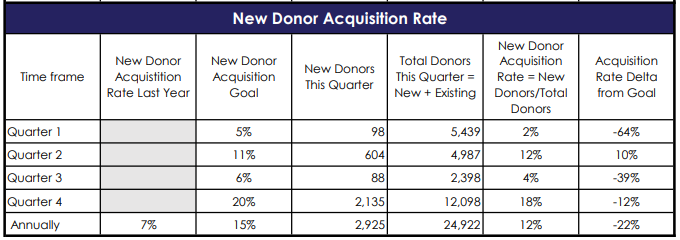 New Donor Acquisition Rate
Time frame
New Donor
Acquistition
Rate Last Year
New Donor
Acquisition
Goal
New Donors
This Quarter
Total Donors
This Quarter =
New + Existing
New Donor
Acquisition
Rate = New
Donors/Total
Donors
Acquisition
Rate Delta
from Goal
Quarter 1 5% 98 5,439 2% -64%
Quarter 2 11% 604 4,987 12% 10%
Quarter 3 6% 88 2,398 4% -39%
Quarter 4 20% 2,135 12,098 18% -12%
Annually 7% 15% 2,925 24,922 12% -22%